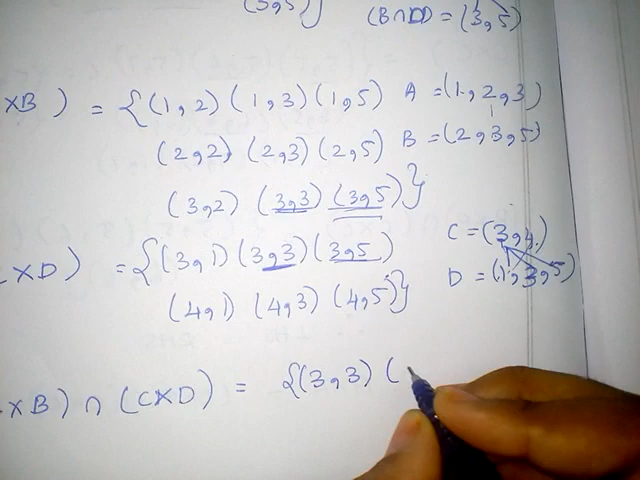 (3,5)}
(B∩D) = (3,5)
×B) = {(1,2) (1,3) (1,5) A = (1,2,3)
(2,2) (2,3) (2,5) B = (2,3,5)
(3,2) (3,3) (3,5)}
C = (3,4)
×D) = {(3,1) (3,3) (3,5)
D = (1,3,5)
(4,1) (4,3) (4,5)}
×B) ∩ (C×D) = {(3,3) (